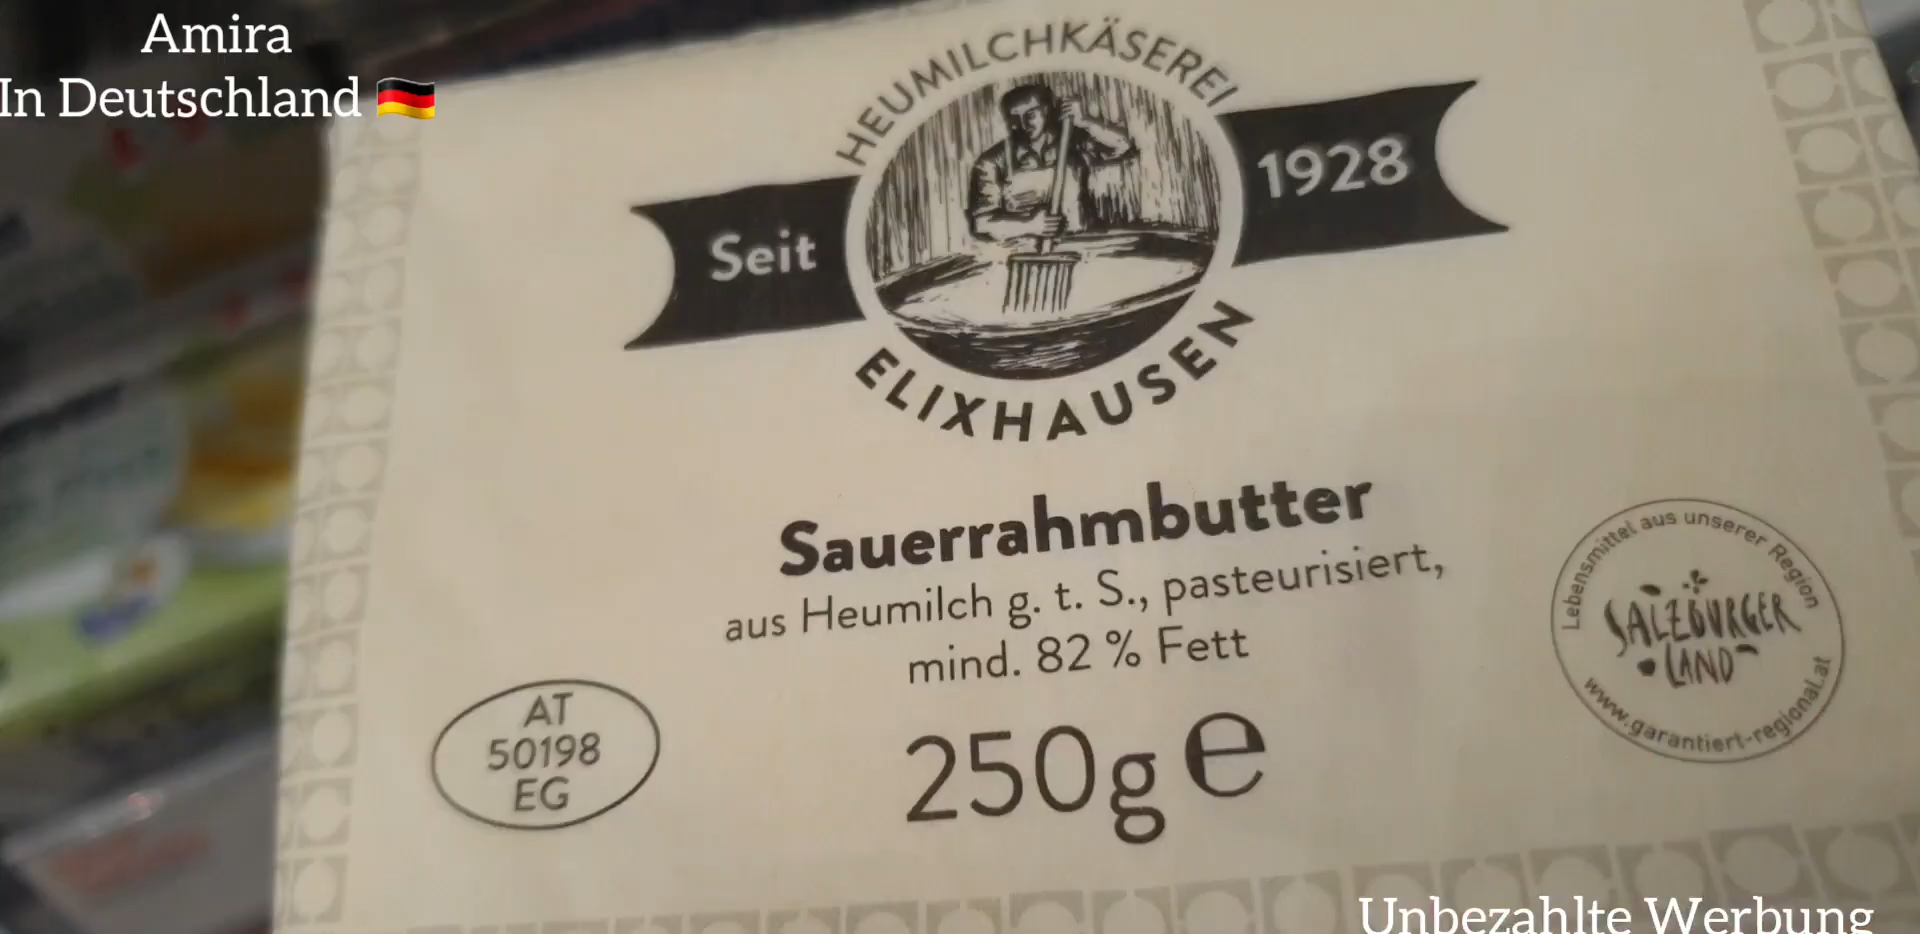 Amira
In Deutschland 🇩🇪
HEUMILCHKÄSEREI
Seit
1928
ELIXHAUSEN
Sauerrahmbutter
aus Heumilch g. t. S., pasteurisiert,
mind. 82 % Fett
250g e
AT
50198
EG
Lebensmittel aus unserer Region
SALZBURGER
LAND
www.garantiert-regional.at
Unbezahlte Werbung